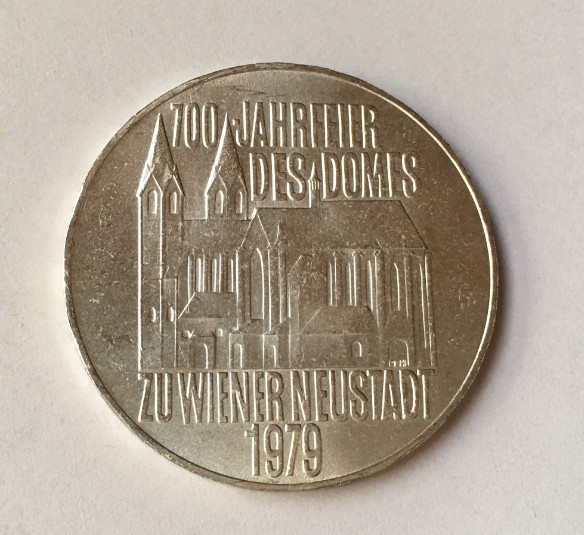 700 JAHRFEIER
DES DOMES
ZU WIENER NEUSTADT
1979